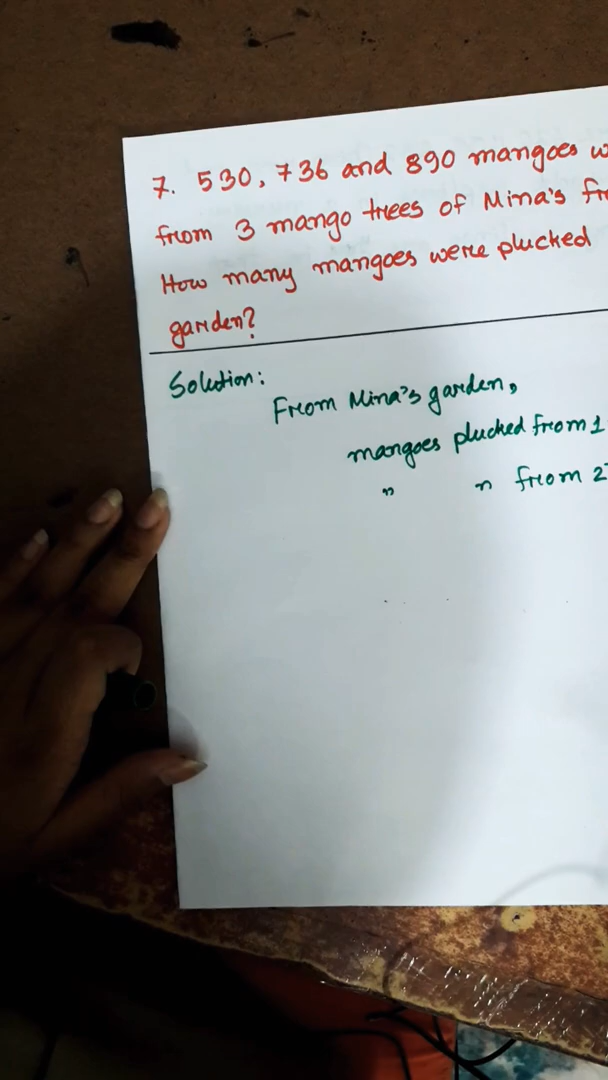 7. 530, 736 and 890 mangoes w
from 3 mango trees of Mina's fr
How many mangoes were plucked
garden?
Solution:
From Mina's garden,
mangoes plucked from 1
" " from 2